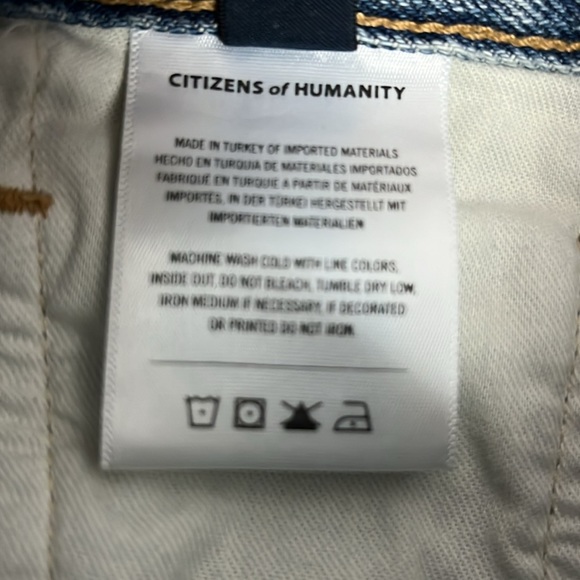 CITIZENS of HUMANITY
MADE IN TURKEY OF IMPORTED MATERIALS
HECHO EN TURQUIA DE MATERIALES IMPORTADOS
FABRIQUÉ EN TURQUIE A PARTIR DE MATÉRIAUX
IMPORTÉS, IN DER TÜRKEI HERGESTELLT MIT
IMPORTIERTEN MATERIALIEN
MACHINE WASH COLD WITH LIKE COLORS,
INSIDE OUT, DO NOT BLEACH, TUMBLE DRY LOW,
IRON MEDIUM IF NECESSARY, IF DECORATED
OR PRINTED DO NOT IRON.